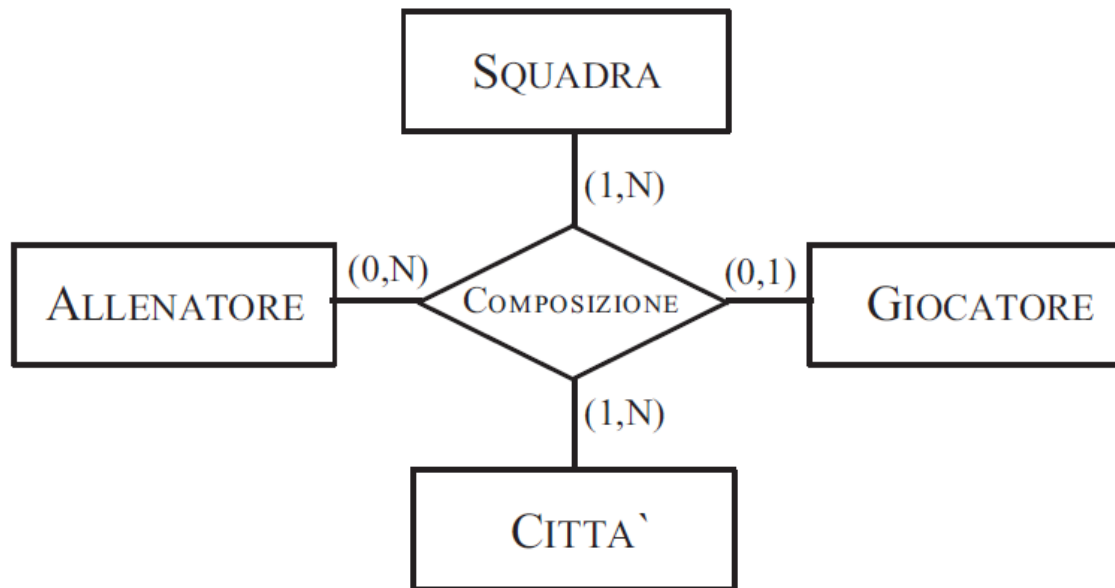 SQUADRA
(1,N)
ALLENATORE
(0,N)
COMPOSIZIONE
(0,1)
GIOCATORE
(1,N)
CITTA`